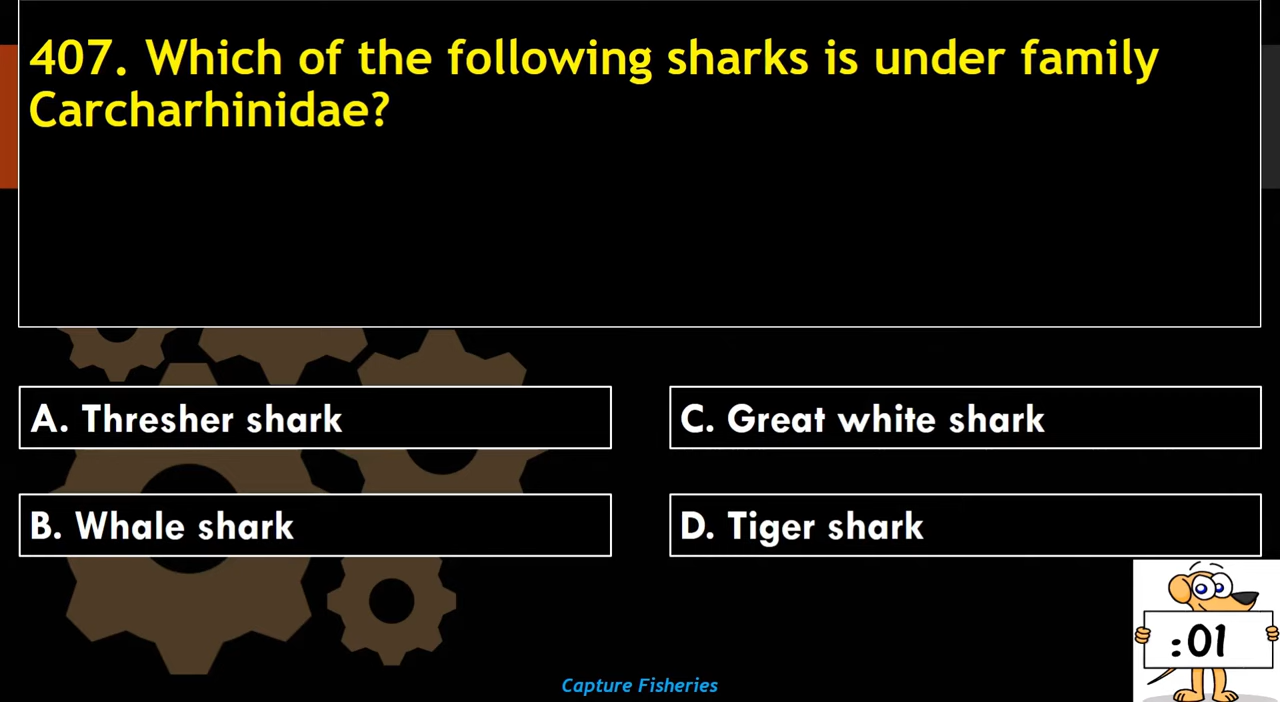 407. Which of the following sharks is under family
Carcharhinidae?
A. Thresher shark
C. Great white shark
B. Whale shark
D. Tiger shark
:01
Capture Fisheries